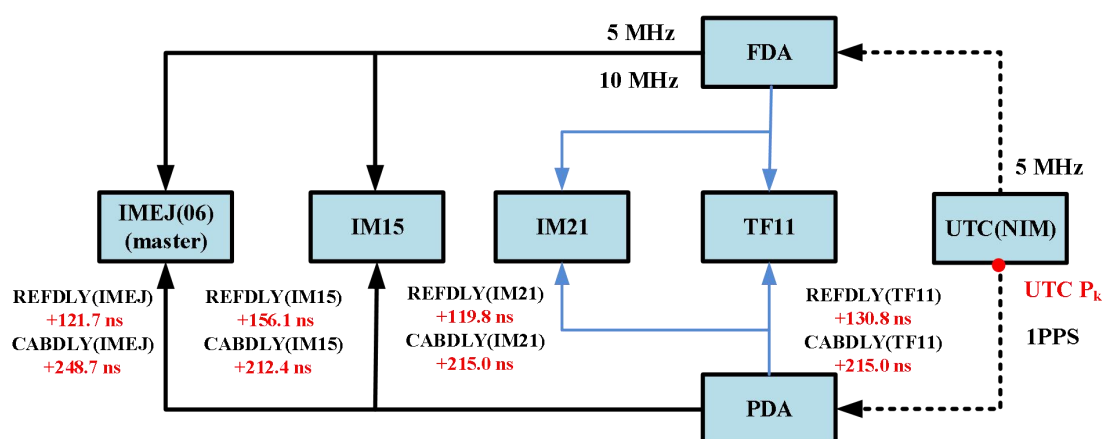 5 MHz
FDA
10 MHz
5 MHz
IMEJ(06)
(master)
IM15
IM21
TF11
UTC(NIM)
REFDLY(IMEJ)
+121.7 ns
CABDLY(IMEJ)
+248.7 ns
REFDLY(IM15)
+156.1 ns
CABDLY(IM15)
+212.4 ns
REFDLY(IM21)
+119.8 ns
CABDLY(IM21)
+215.0 ns
REFDLY(TF11)
+130.8 ns
CABDLY(TF11)
+215.0 ns
UTC Pk
1PPS
PDA